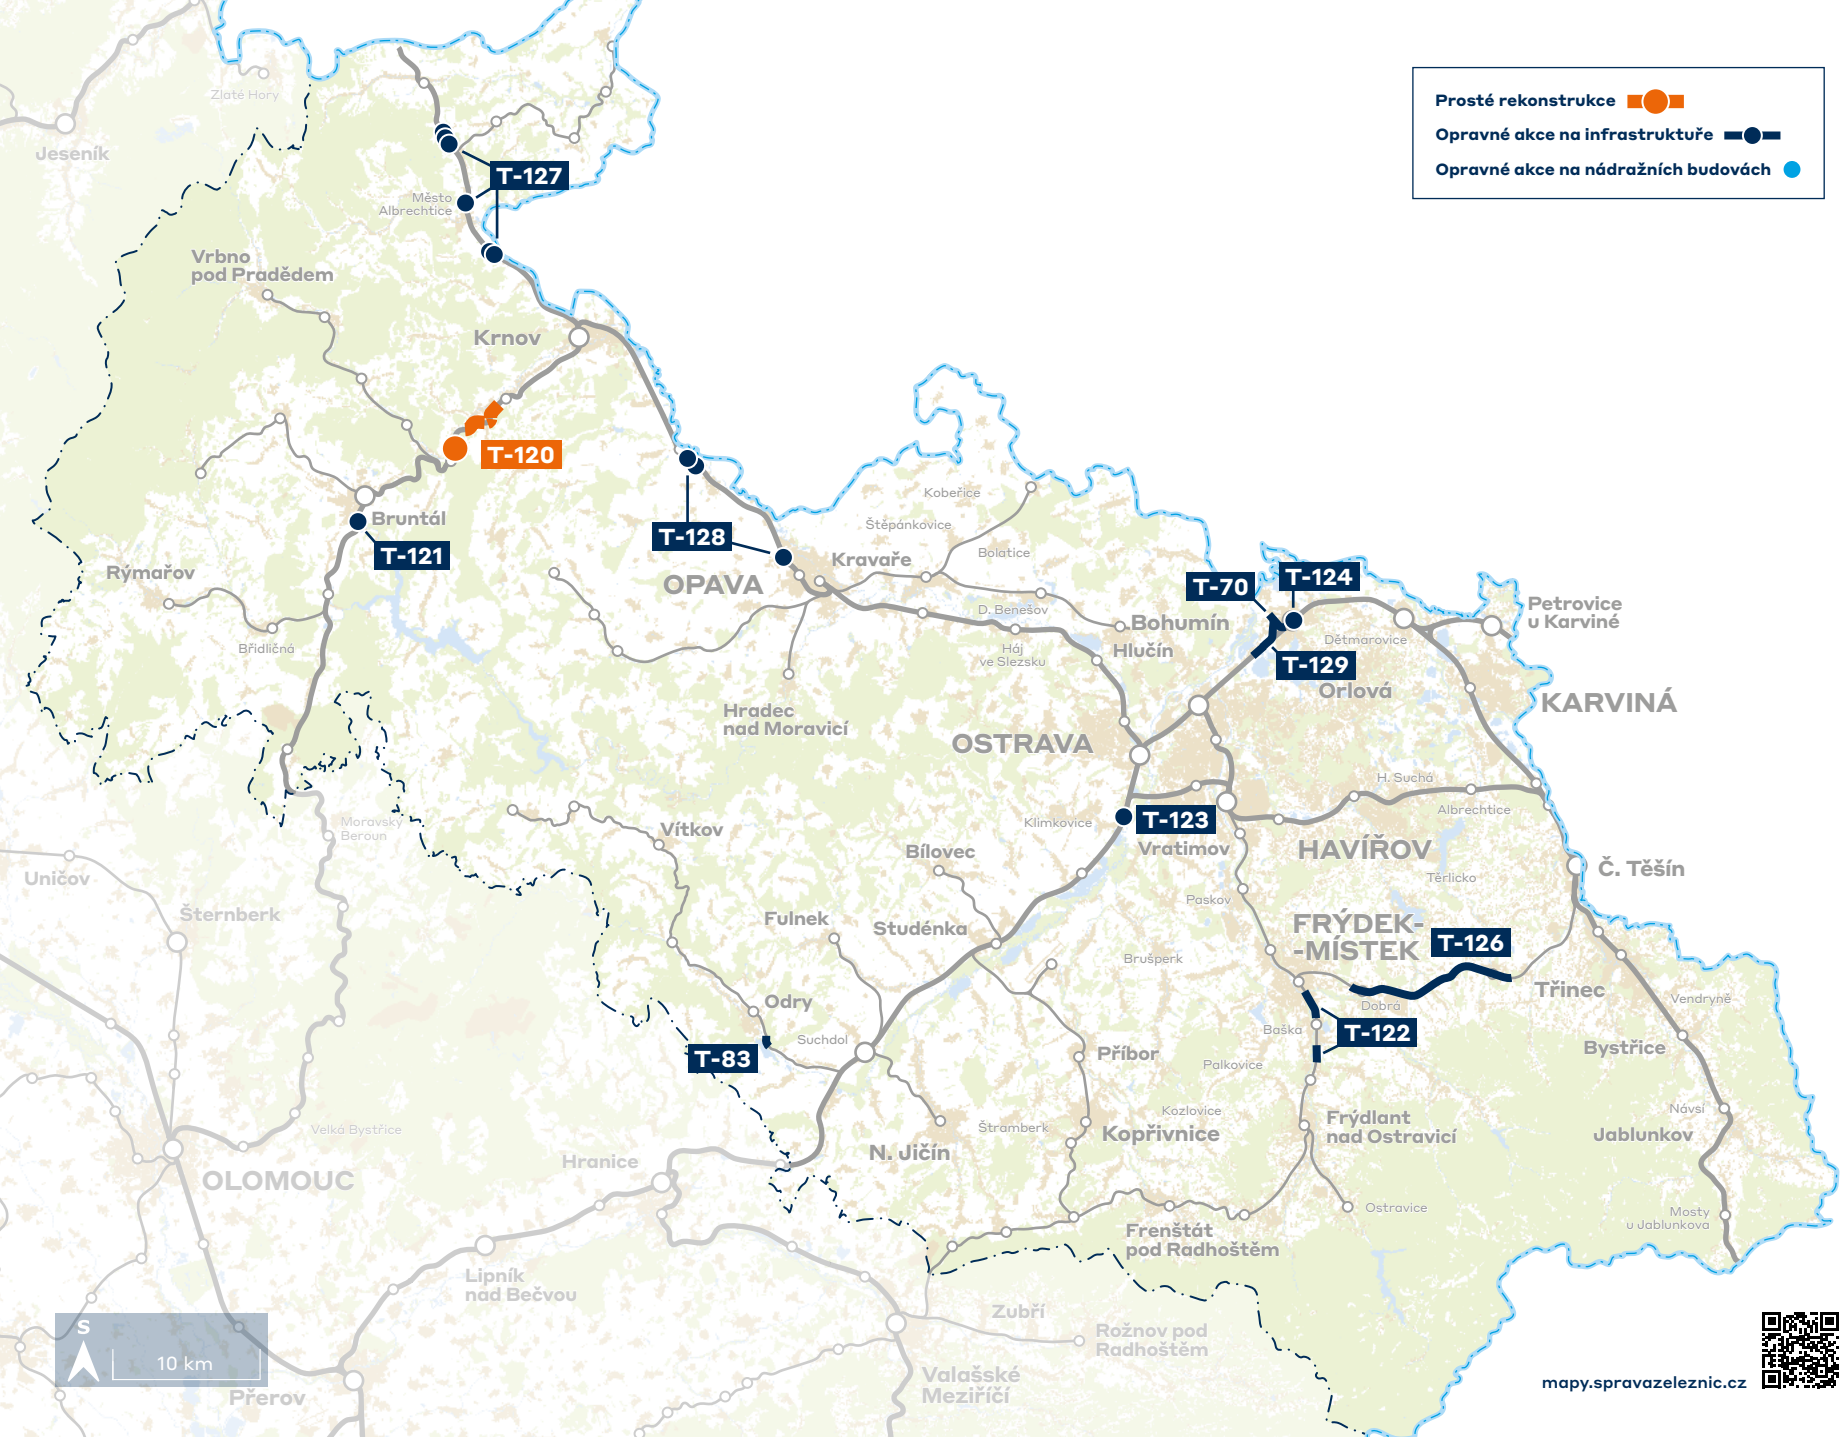 Prosté rekonstrukce
Opravné akce na infrastruktuře
Opravné akce na nádražních budovách
Zlaté Hory
Jeseník
T-127
Město
Albrechtice
Vrbno
pod Pradědem
Krnov
T-120
Bruntál
T-121
Rýmařov
Břidličná
T-128
OPAVA
Kravaře
Kobeřice
Štěpánkovice
Bolatice
D. Benešov
Háj
ve Slezsku
Bohumín
Hlučín
T-70
T-124
T-129
Dětmarovice
Petrovice
u Karviné
Orlová
KARVINÁ
Hradec
nad Moravicí
OSTRAVA
H. Suchá
Albrechtice
Klimkovice
T-123
Vratimov
HAVÍŘOV
Č. Těšín
Těrlicko
Moravský
Beroun
Vítkov
Bílovec
Uničov
Šternberk
Paskov
Fulnek
Studénka
FRÝDEK-
-MÍSTEK
T-126
Brušperk
Třinec
Vendryně
Odry
Suchdol
Dobrá
Baška
T-122
T-83
Příbor
Palkovice
Bystřice
Kozlovice
Návsí
Frýdlant
nad Ostravicí
Jablunkov
Štramberk
Kopřivnice
N. Jičín
Velká Bystřice
Hranice
OLOMOUC
Ostravice
Mosty
u Jablunkova
Frenštát
pod Radhoštěm
Lipník
nad Bečvou
Zubří
Rožnov pod
Radhoštěm
S
10 km
Přerov
Valašské
Meziříčí
mapy.spravazeleznic.cz